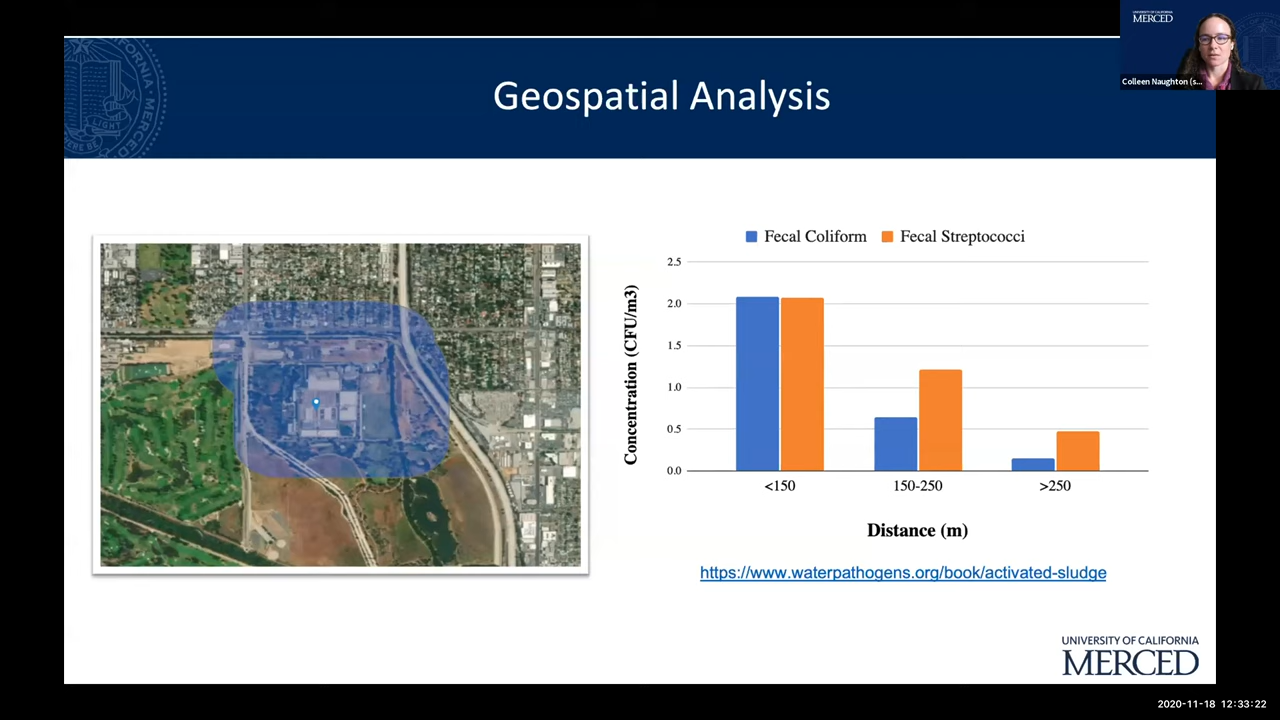 UNIVERSITY OF CALIFORNIA
MERCED
Colleen Naughton (s...
Geospatial Analysis
Fecal Coliform
Fecal Streptococci
2.5
2.0
1.5
1.0
0.5
0.0
Concentration (CFU/m3)
<150
150-250
>250
Distance (m)
https://www.waterpathogens.org/book/activated-sludge
UNIVERSITY OF CALIFORNIA
MERCED
2020-11-18 12:33:22